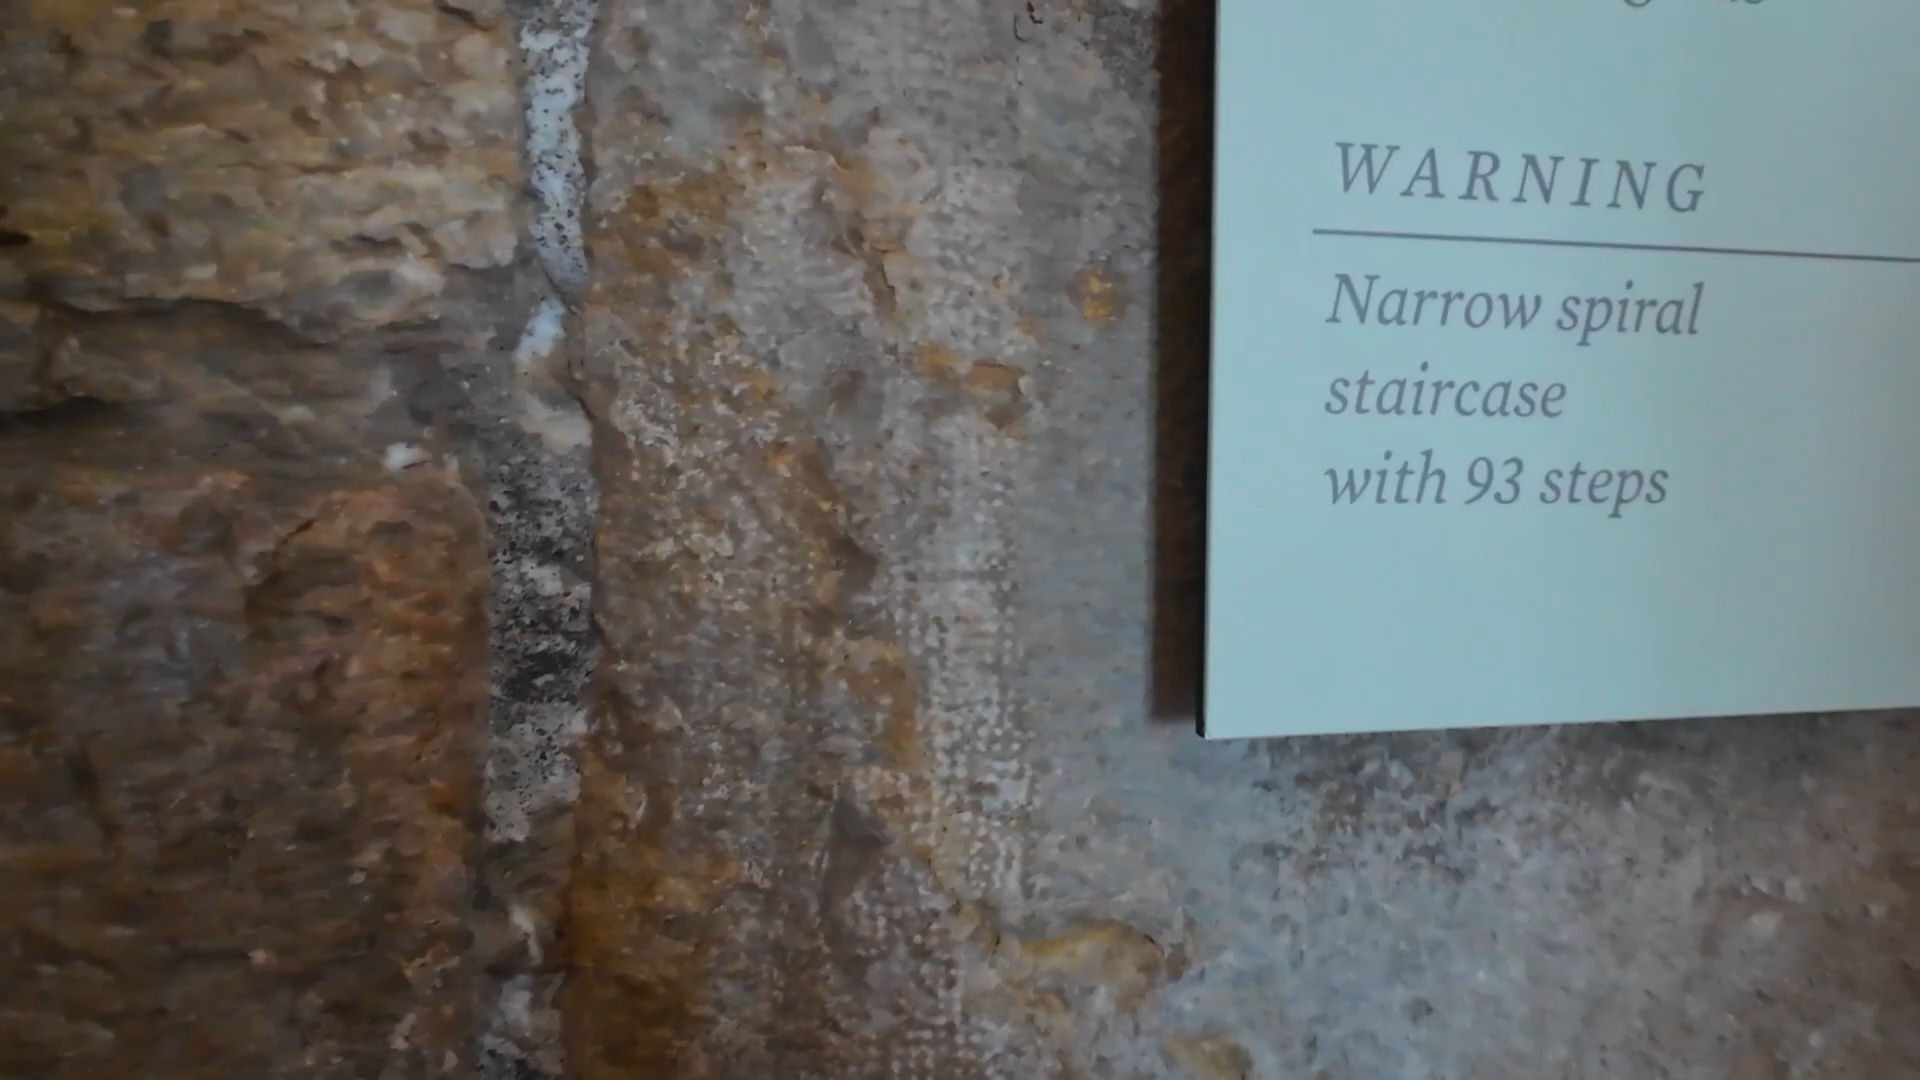 WARNING
Narrow spiral
staircase
with 93 steps